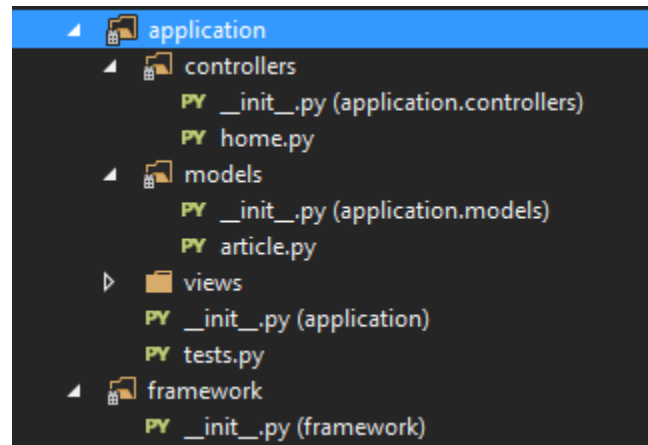 application
controllers
PY __init__.py (application.controllers)
PY home.py
models
PY __init__.py (application.models)
PY article.py
views
PY __init__.py (application)
PY tests.py
framework
PY __init__.py (framework)